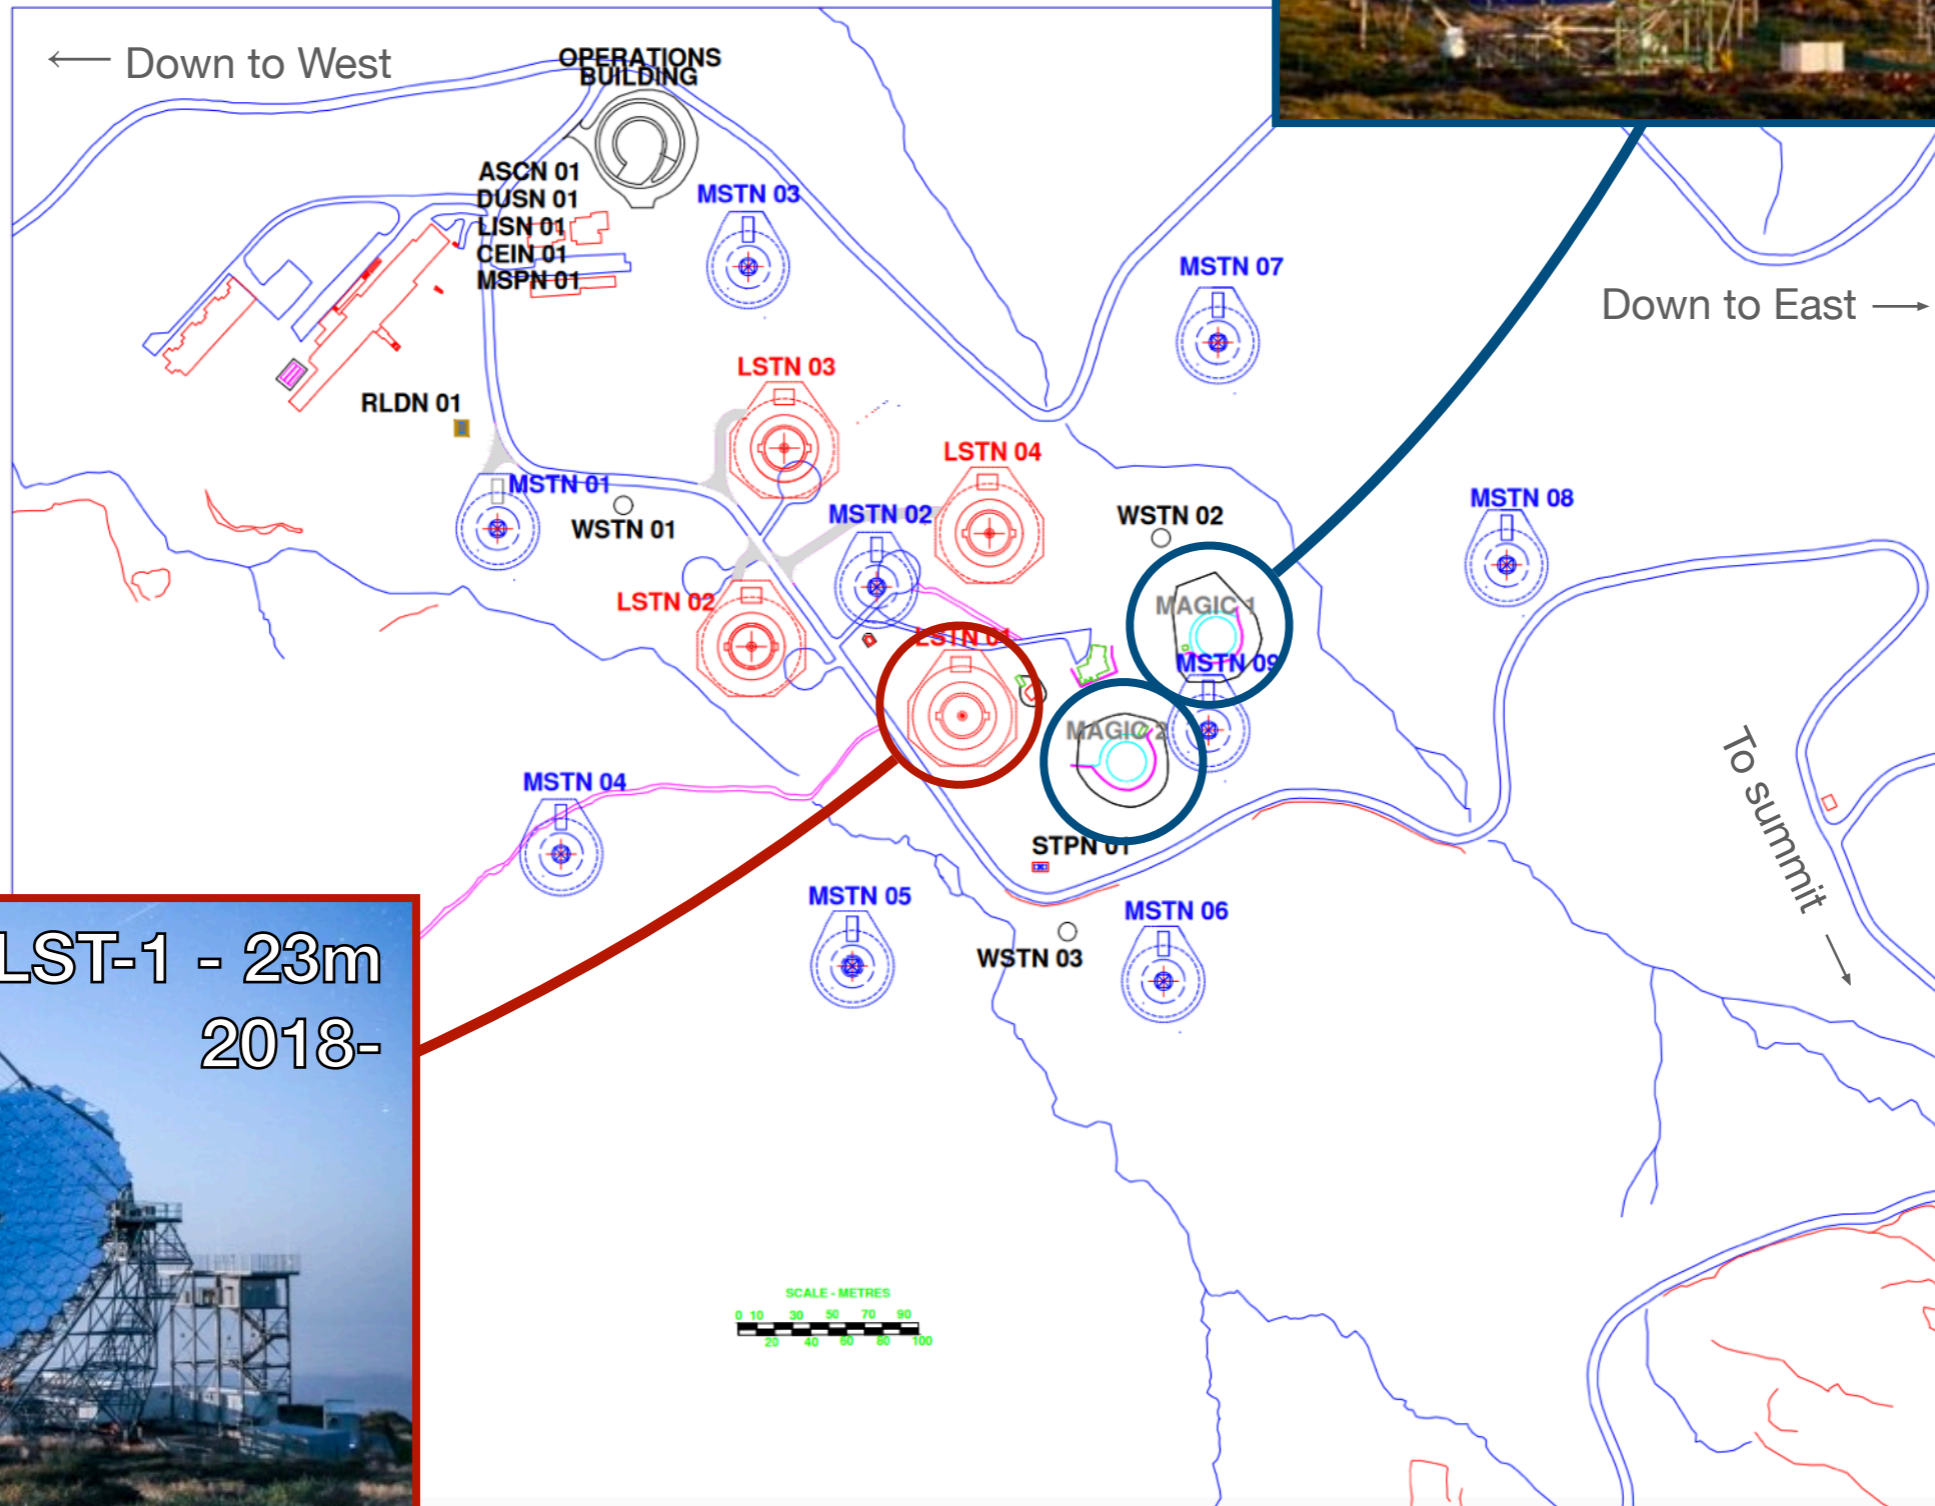 ← Down to West
OPERATIONS
BUILDING
ASCN 01
DUSN 01
LISN 01
CEIN 01
MSPN 01
MSTN 03
MSTN 07
Down to East →
LSTN 03
RLDN 01
LSTN 04
MSTN 01
WSTN 01
MSTN 02
WSTN 02
MSTN 08
LSTN 02
MAGIC 1
LSTN 01
MSTN 09
MAGIC 2
To summit →
MSTN 04
STPN 01
MSTN 05
MSTN 06
WSTN 03
LST-1 - 23m
2018-
SCALE - METRES
0 10 30 50 70 90
20 40 60 80 100